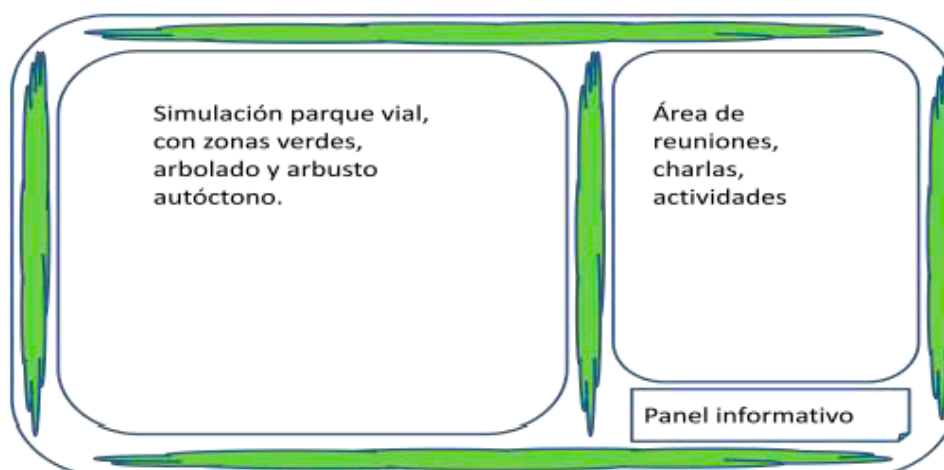 Simulación parque vial,
con zonas verdes,
arbolado y arbusto
autóctono.
Área de
reuniones,
charlas,
actividades
Panel informativo